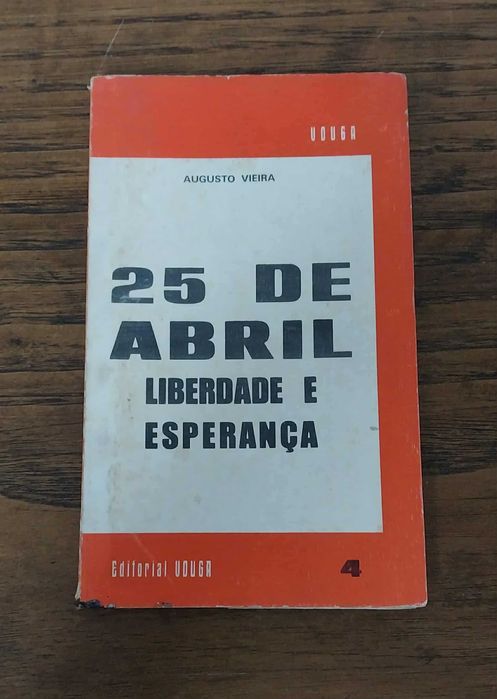 VOUGA
AUGUSTO VIEIRA
25 DE
ABRIL
LIBERDADE E
ESPERANÇA
Editorial VOUGA
4